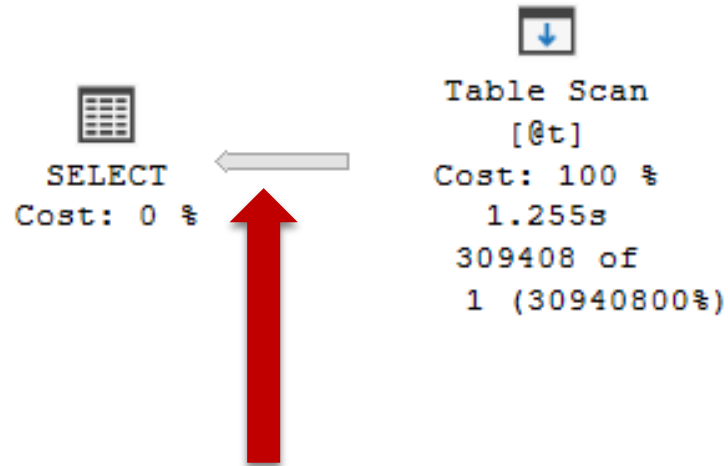 SELECT
Cost: 0 %
Table Scan
[@t]
Cost: 100 %
1.255s
309408 of
1 (30940800%)